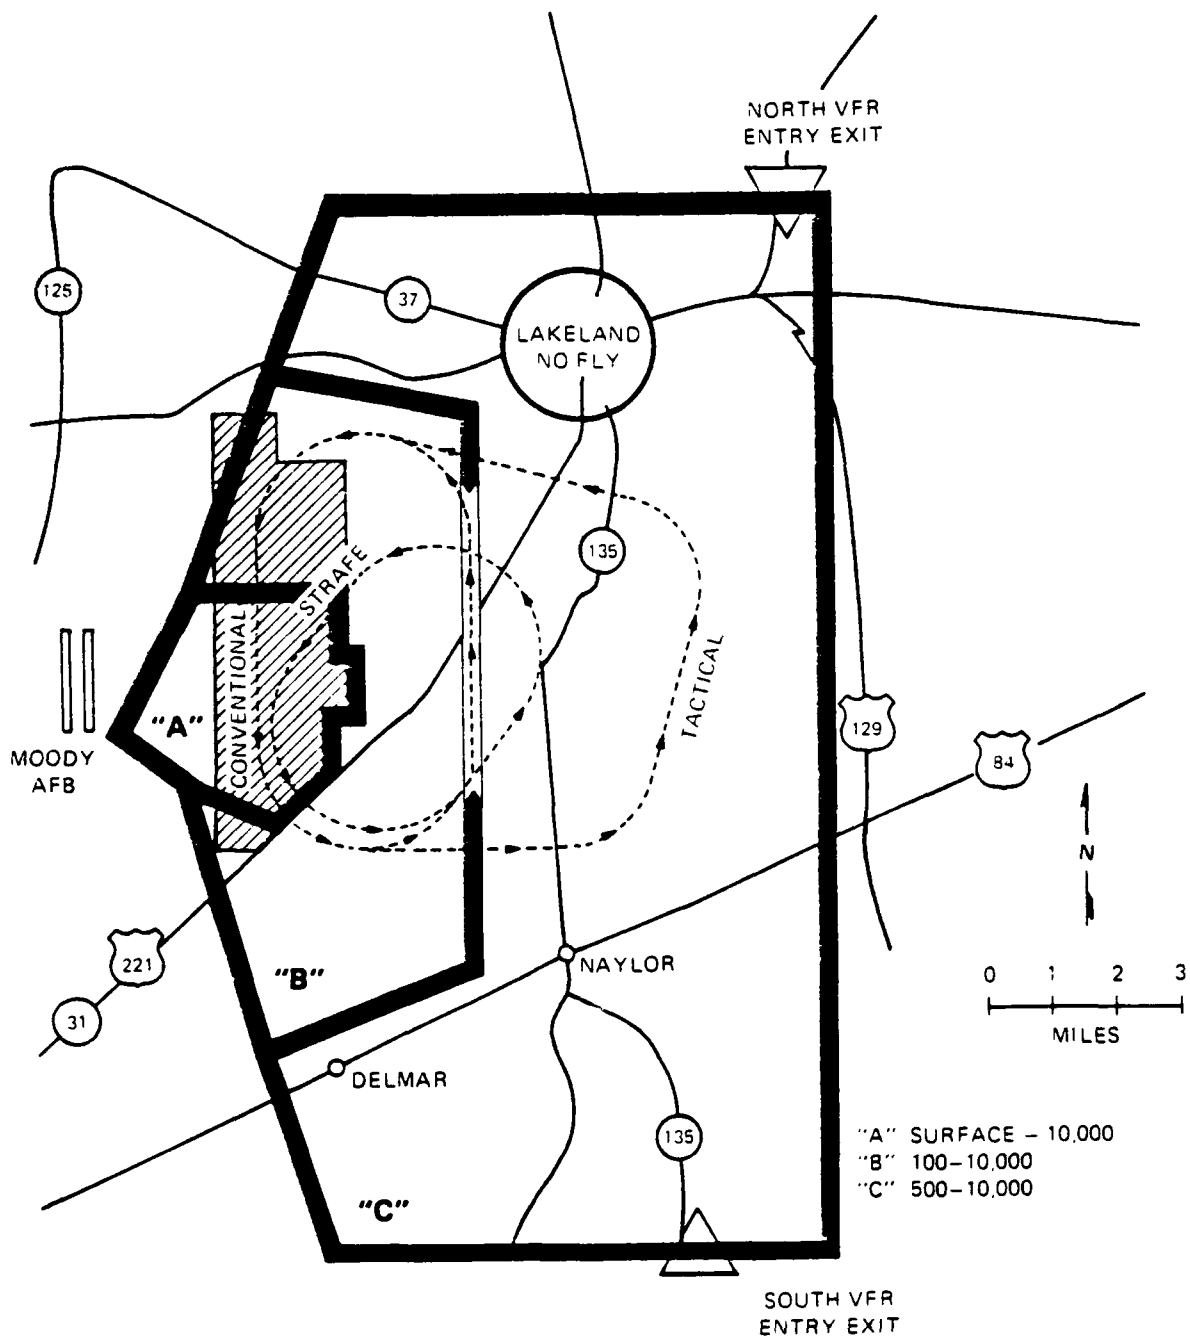 NORTH VFR
ENTRY EXIT
125
37
LAKELAND
NO FLY
135
STRAFE
CONVENTIONAL
TACTICAL
"A"
MOODY
AFB
129
84
N
221
"B"
NAYLOR
31
0 1 2 3
MILES
DELMAR
135
"C"
"A" SURFACE – 10,000
"B" 100–10,000
"C" 500–10,000
SOUTH VFR
ENTRY EXIT